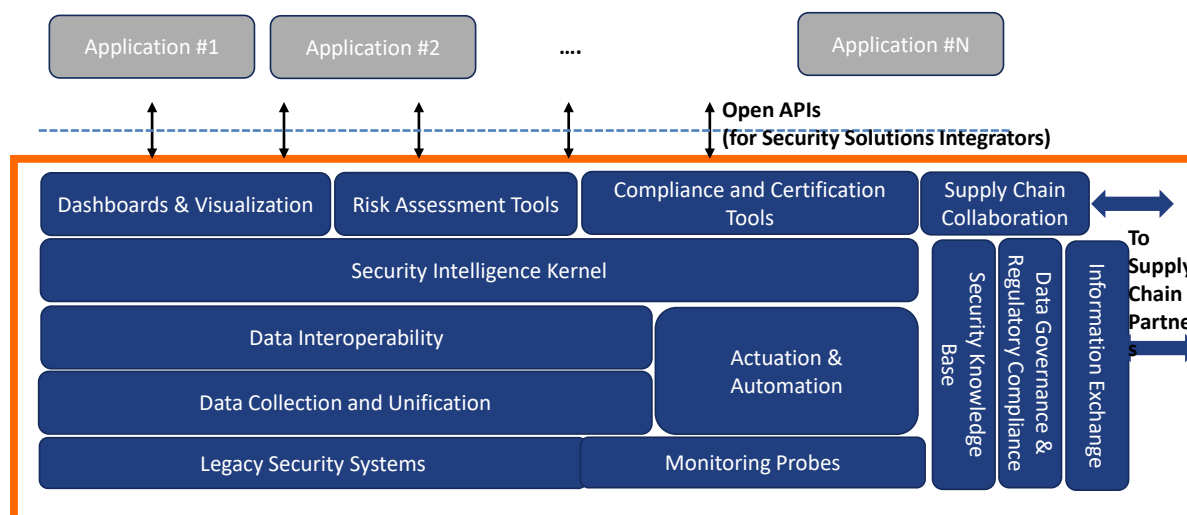 Application #1
Application #2
....
Application #N
Open APIs
(for Security Solutions Integrators)
Dashboards & Visualization
Risk Assessment Tools
Compliance and Certification
Tools
Supply Chain
Collaboration
To
Supply
Chain
Partne
s
Security Intelligence Kernel
Data Interoperability
Actuation &
Automation
Data Collection and Unification
Legacy Security Systems
Monitoring Probes
Security Knowledge
Base
Data Governance &
Regulatory Compliance
Information Exchange